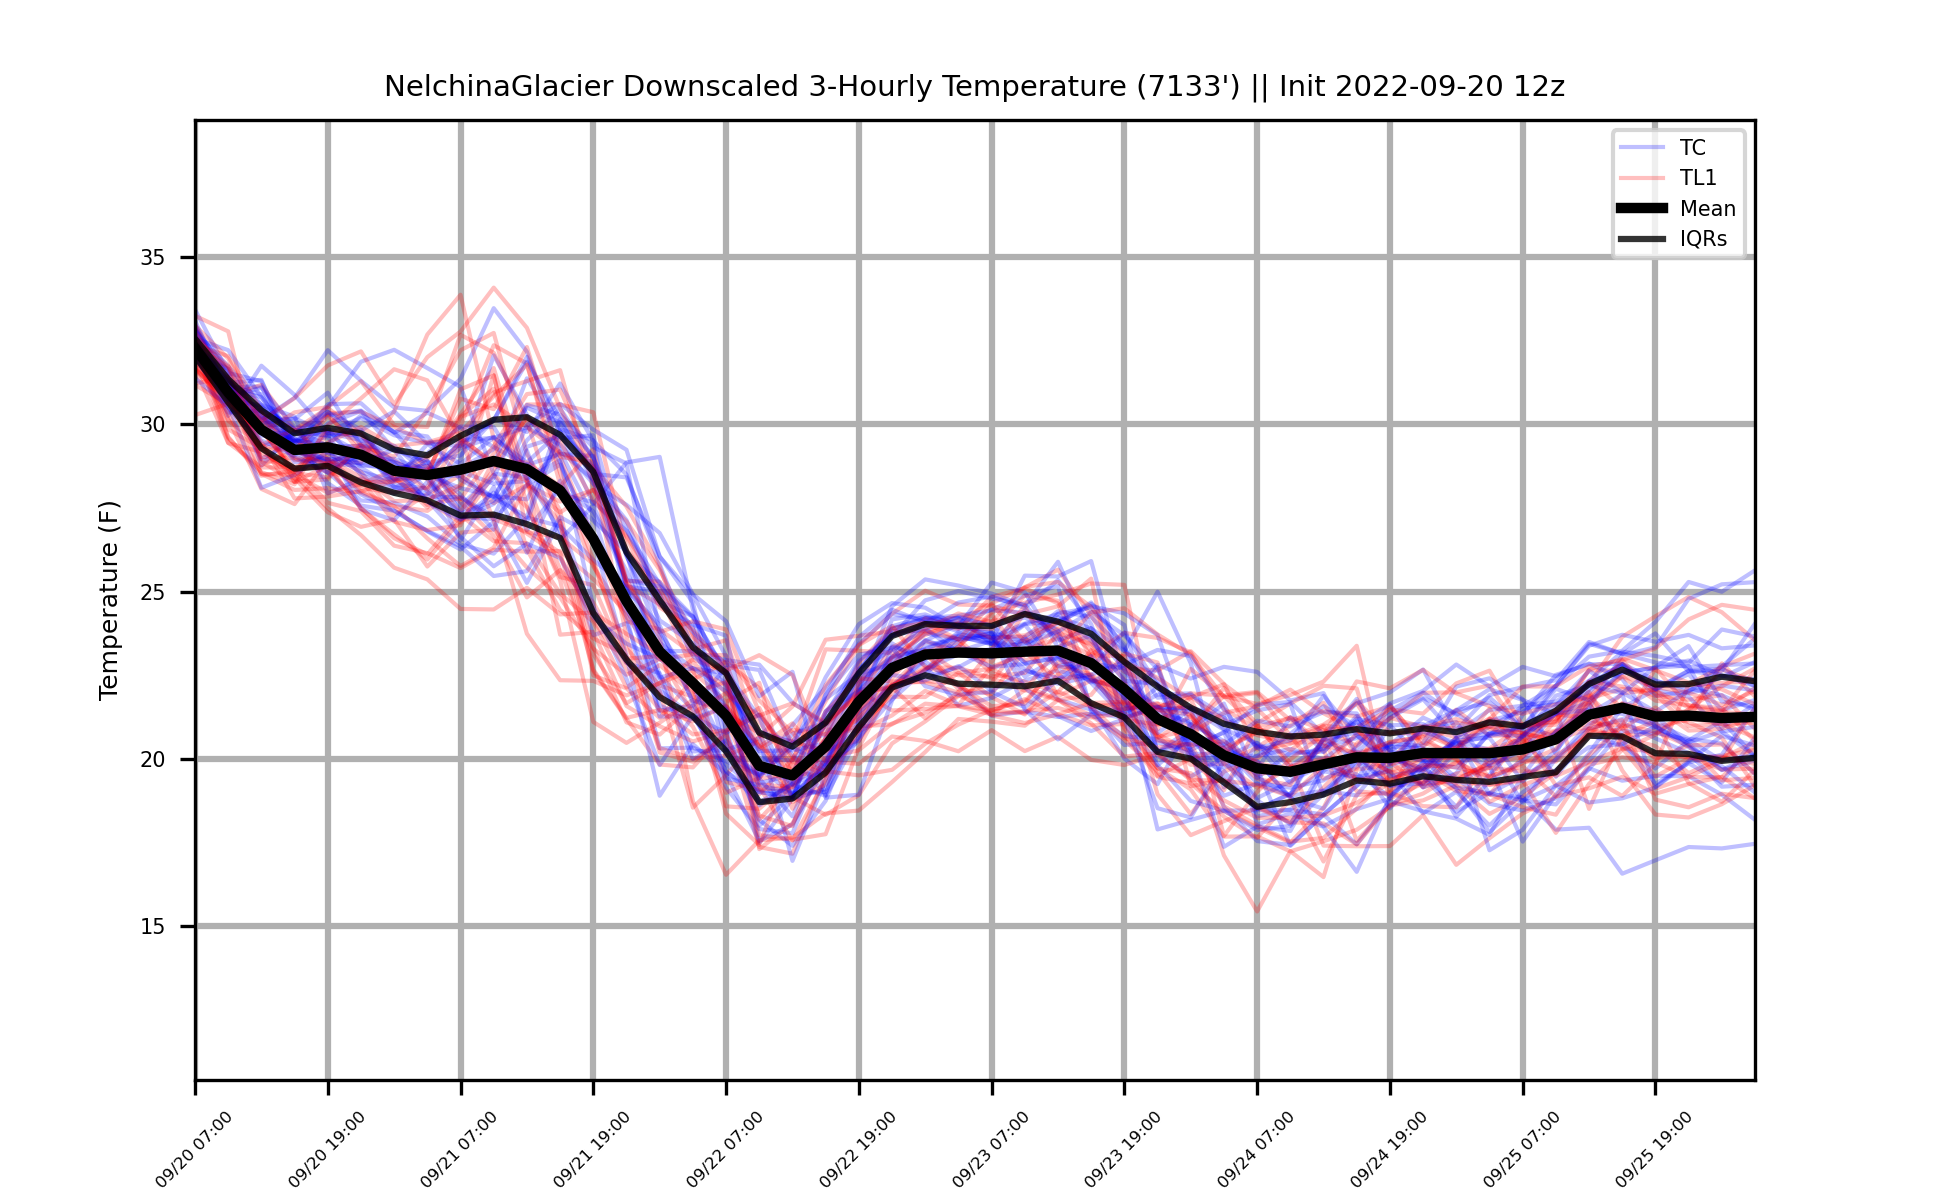 NelchinaGlacier Downscaled 3-Hourly Temperature (7133') || Init 2022-09-20 12z
TC
TL1
Mean
IQRs
Temperature (F)
35
30
25
20
15
09/20 07:00
09/20 19:00
09/21 07:00
09/21 19:00
09/22 07:00
09/22 19:00
09/23 07:00
09/23 19:00
09/24 07:00
09/24 19:00
09/25 07:00
09/25 19:00